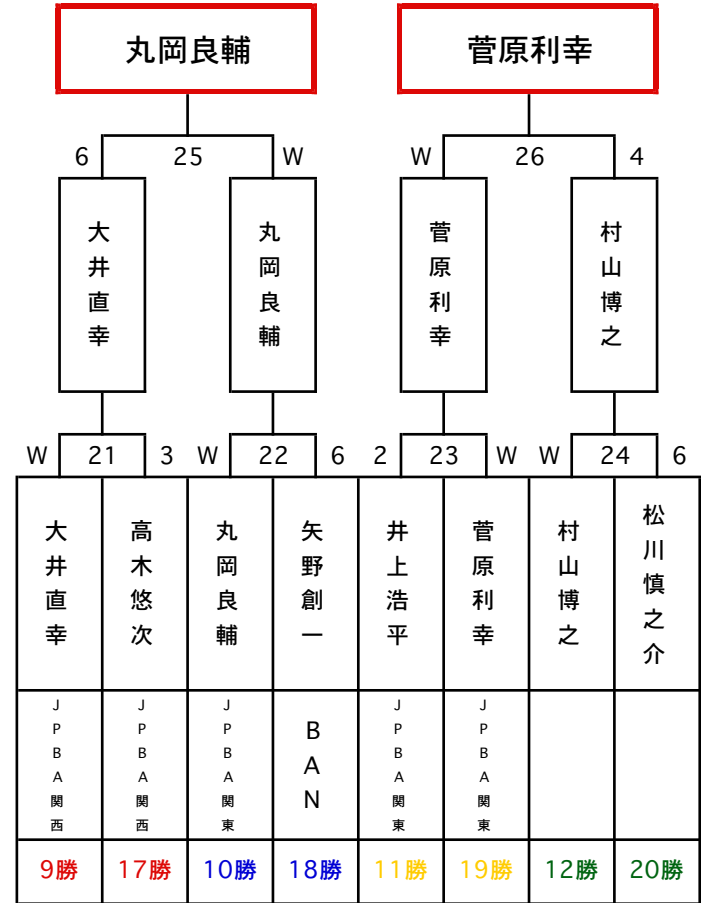 丸岡良輔
菅原利幸
6 25 W
W 26 4
大井直幸
丸岡良輔
菅原利幸
村山博之
W 21 3 W 22 6 2 23 W W 24 6
大井直幸
高木悠次
丸岡良輔
矢野創一
井上浩平
菅原利幸
村山博之
松川慎之介
JPBA関西
JPBA関西
JPBA関東
BAN
JPBA関東
JPBA関東
9勝 17勝 10勝 18勝 11勝 19勝 12勝 20勝